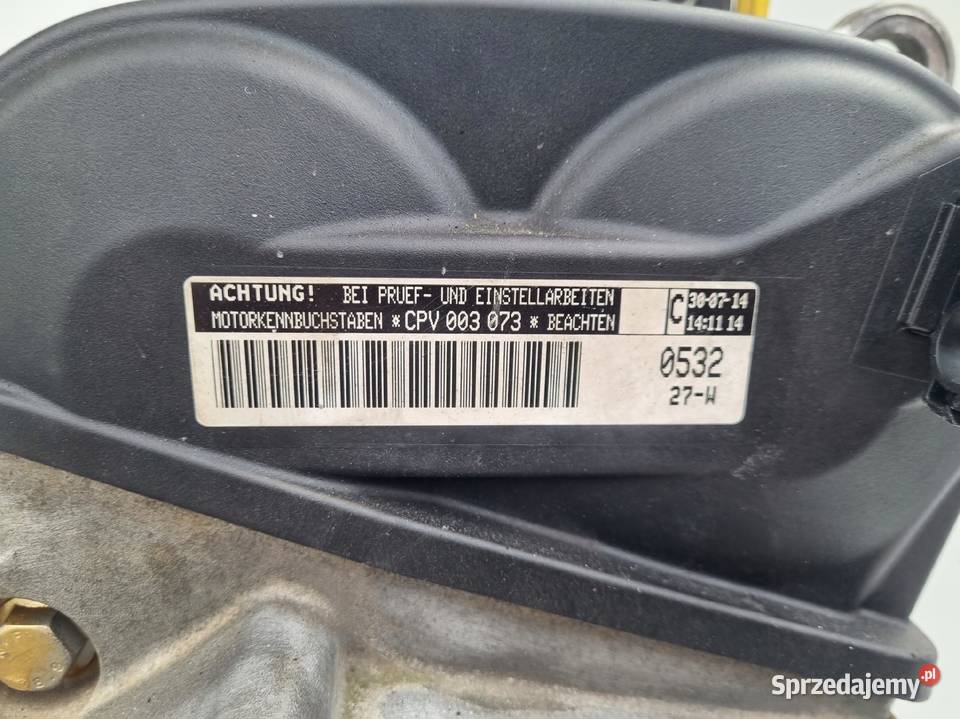 ACHTUNG! BEI PRUEF- UND EINSTELLARBEITEN
MOTORKENNBUCHSTABEN *CPV 003 073* BEACHTEN
C
30-07-14
14:11 14
0532
27-W
Sprzedajemy.pl